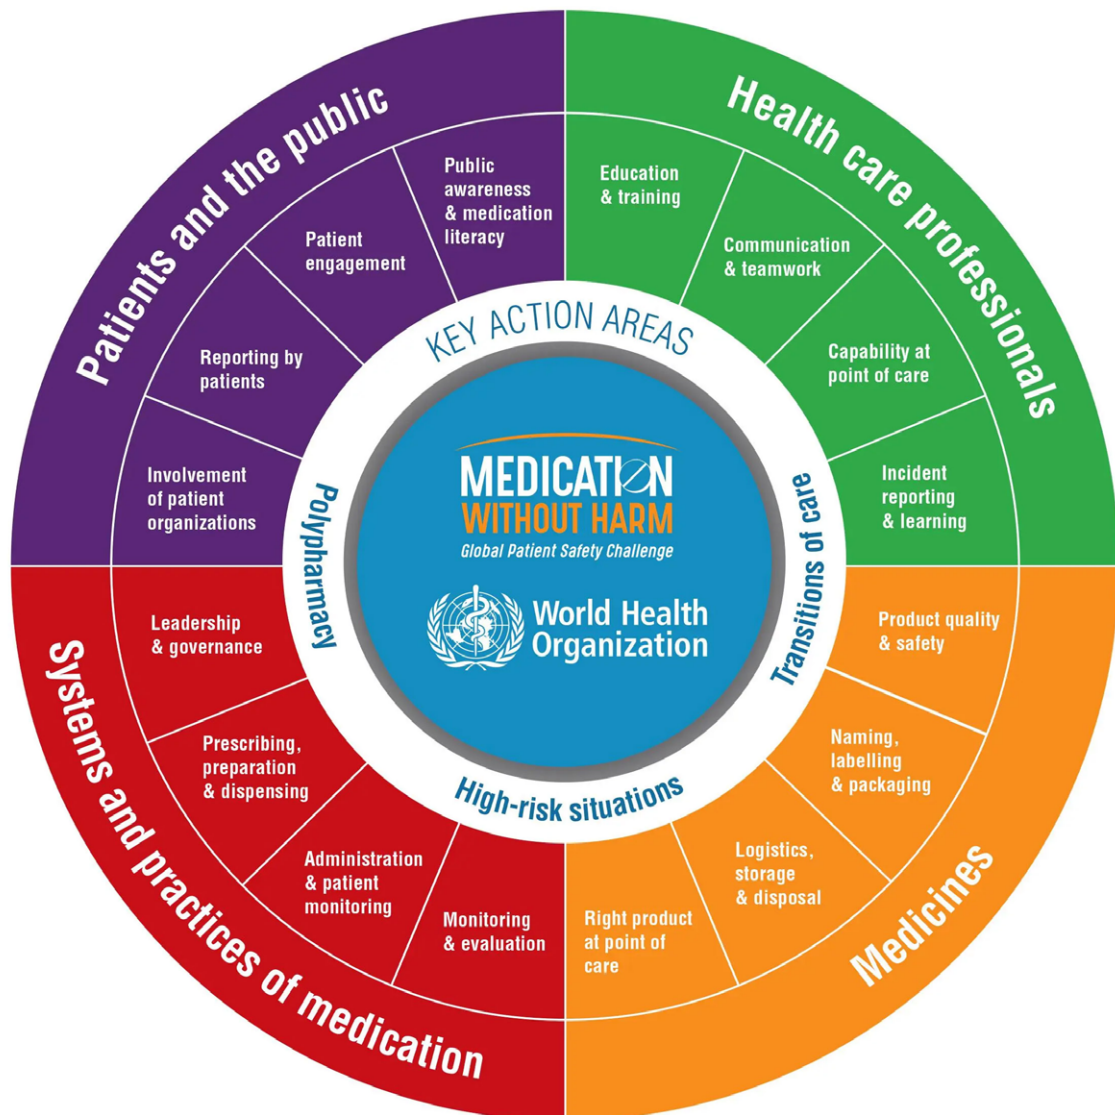 Patients and the public
Public
awareness
& medication
literacy
Patient
engagement
Reporting by
patients
Involvement
of patient
organizations
Health care professionals
Education
& training
Communication
& teamwork
Capability at
point of care
Incident
reporting
& learning
Medicines
Product quality
& safety
Naming,
labelling
& packaging
Logistics,
storage
& disposal
Right product
at point of
care
Systems and practices of medication
Leadership
& governance
Prescribing,
preparation
& dispensing
Administration
& patient
monitoring
Monitoring
& evaluation
KEY ACTION AREAS
Polypharmacy
Transitions of care
High-risk situations
MEDICATION
WITHOUT HARM
Global Patient Safety Challenge
World Health
Organization